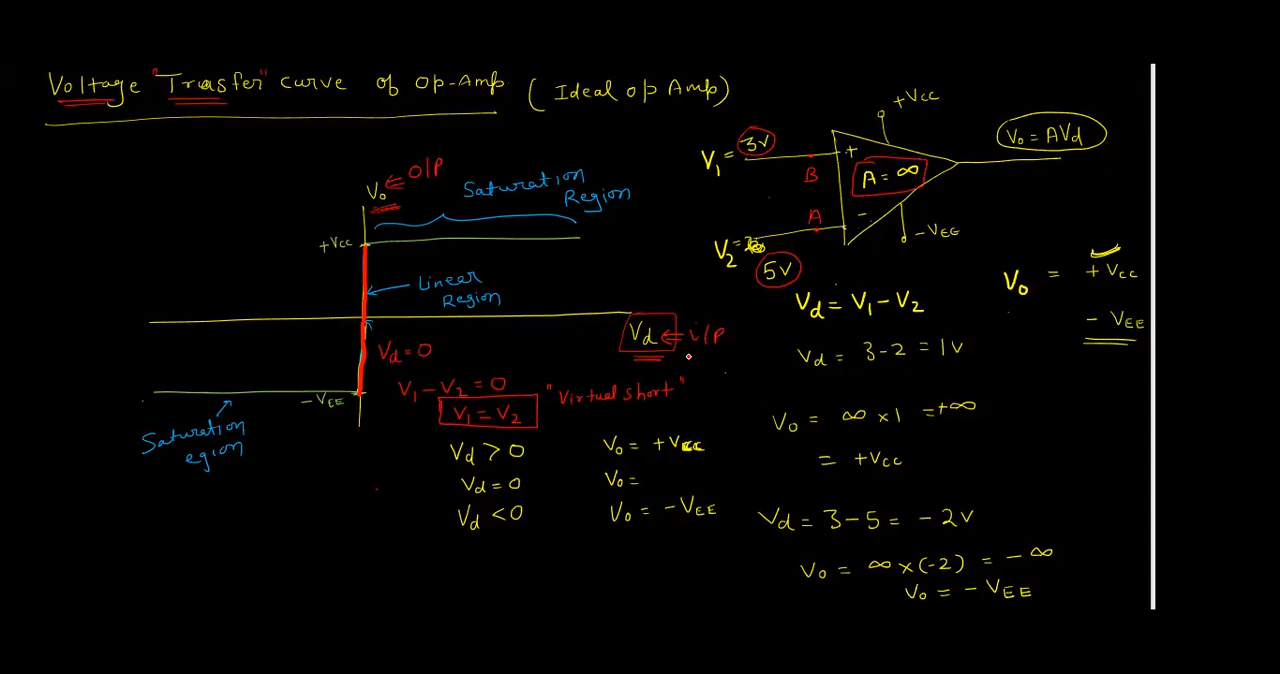 Voltage "Trasfer" curve of Op-Amp (Ideal op Amp)
Vo ⇐ O/P
Saturation
Region
+Vcc
Linear
Region
Vd ⇐ i/P
Vd = 0
V1 - V2 = 0
V1 = V2
"Virtual short"
-VEE
Saturation
egion
Vd > 0 Vo = +Vcc
Vd = 0 Vo =
Vd < 0 Vo = -VEE
+Vcc
V1 = 3V
B
+
A = ∞
Vo = AVd
A
-
-VEE
V2 =
5V
Vd = V1 - V2
Vo = +Vcc
- VEE
Vd = 3-2 = 1V
Vo = ∞ x 1 = +∞
= +Vcc
Vd = 3-5 = -2V
Vo = ∞ x (-2) = -∞
Vo = - VEE